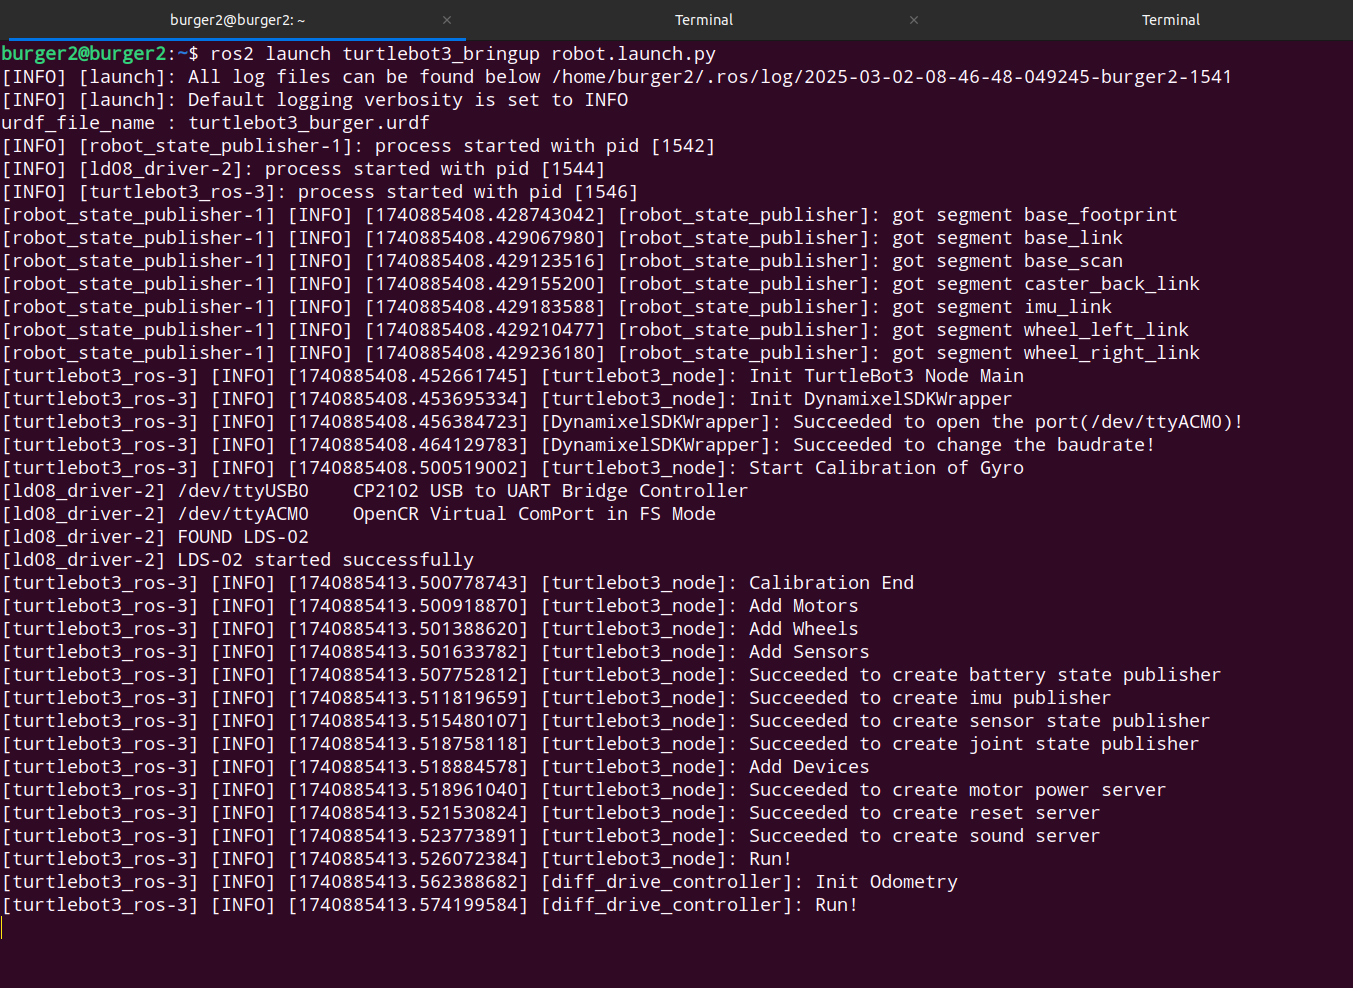 burger2@burger2: ~ × Terminal × Terminal
burger2@burger2:~$ ros2 launch turtlebot3_bringup robot.launch.py
[INFO] [launch]: All log files can be found below /home/burger2/.ros/log/2025-03-02-08-46-48-049245-burger2-1541
[INFO] [launch]: Default logging verbosity is set to INFO
urdf_file_name : turtlebot3_burger.urdf
[INFO] [robot_state_publisher-1]: process started with pid [1542]
[INFO] [ld08_driver-2]: process started with pid [1544]
[INFO] [turtlebot3_ros-3]: process started with pid [1546]
[robot_state_publisher-1] [INFO] [1740885408.428743042] [robot_state_publisher]: got segment base_footprint
[robot_state_publisher-1] [INFO] [1740885408.429067980] [robot_state_publisher]: got segment base_link
[robot_state_publisher-1] [INFO] [1740885408.429123516] [robot_state_publisher]: got segment base_scan
[robot_state_publisher-1] [INFO] [1740885408.429155200] [robot_state_publisher]: got segment caster_back_link
[robot_state_publisher-1] [INFO] [1740885408.429183588] [robot_state_publisher]: got segment imu_link
[robot_state_publisher-1] [INFO] [1740885408.429210477] [robot_state_publisher]: got segment wheel_left_link
[robot_state_publisher-1] [INFO] [1740885408.429236180] [robot_state_publisher]: got segment wheel_right_link
[turtlebot3_ros-3] [INFO] [1740885408.452661745] [turtlebot3_node]: Init TurtleBot3 Node Main
[turtlebot3_ros-3] [INFO] [1740885408.453695334] [turtlebot3_node]: Init DynamixelSDKWrapper
[turtlebot3_ros-3] [INFO] [1740885408.456384723] [DynamixelSDKWrapper]: Succeeded to open the port(/dev/ttyACM0)!
[turtlebot3_ros-3] [INFO] [1740885408.464129783] [DynamixelSDKWrapper]: Succeeded to change the baudrate!
[turtlebot3_ros-3] [INFO] [1740885408.500519002] [turtlebot3_node]: Start Calibration of Gyro
[ld08_driver-2] /dev/ttyUSB0    CP2102 USB to UART Bridge Controller
[ld08_driver-2] /dev/ttyACM0    OpenCR Virtual ComPort in FS Mode
[ld08_driver-2] FOUND LDS-02
[ld08_driver-2] LDS-02 started successfully
[turtlebot3_ros-3] [INFO] [1740885413.500778743] [turtlebot3_node]: Calibration End
[turtlebot3_ros-3] [INFO] [1740885413.500918870] [turtlebot3_node]: Add Motors
[turtlebot3_ros-3] [INFO] [1740885413.501388620] [turtlebot3_node]: Add Wheels
[turtlebot3_ros-3] [INFO] [1740885413.501633782] [turtlebot3_node]: Add Sensors
[turtlebot3_ros-3] [INFO] [1740885413.507752812] [turtlebot3_node]: Succeeded to create battery state publisher
[turtlebot3_ros-3] [INFO] [1740885413.511819659] [turtlebot3_node]: Succeeded to create imu publisher
[turtlebot3_ros-3] [INFO] [1740885413.515480107] [turtlebot3_node]: Succeeded to create sensor state publisher
[turtlebot3_ros-3] [INFO] [1740885413.518758118] [turtlebot3_node]: Succeeded to create joint state publisher
[turtlebot3_ros-3] [INFO] [1740885413.518884578] [turtlebot3_node]: Add Devices
[turtlebot3_ros-3] [INFO] [1740885413.518961040] [turtlebot3_node]: Succeeded to create motor power server
[turtlebot3_ros-3] [INFO] [1740885413.521530824] [turtlebot3_node]: Succeeded to create reset server
[turtlebot3_ros-3] [INFO] [1740885413.523773891] [turtlebot3_node]: Succeeded to create sound server
[turtlebot3_ros-3] [INFO] [1740885413.526072384] [turtlebot3_node]: Run!
[turtlebot3_ros-3] [INFO] [1740885413.562388682] [diff_drive_controller]: Init Odometry
[turtlebot3_ros-3] [INFO] [1740885413.574199584] [diff_drive_controller]: Run!